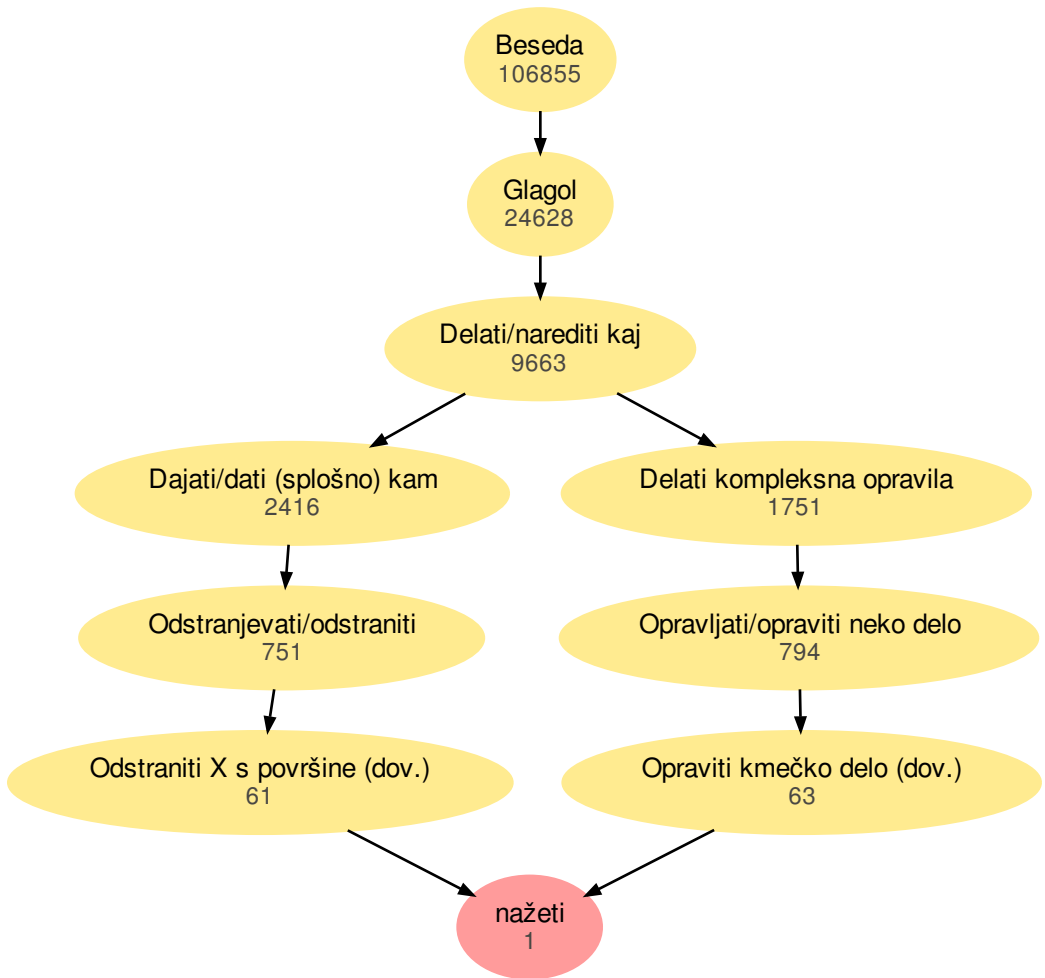 Beseda
106855
Glagol
24628
Delati/narediti kaj
9663
Dajati/dati (splošno) kam
2416
Delati kompleksna opravila
1751
Odstranjevati/odstraniti
751
Opravljati/opraviti neko delo
794
Odstraniti X s površine (dov.)
61
Opraviti kmečko delo (dov.)
63
nažeti
1